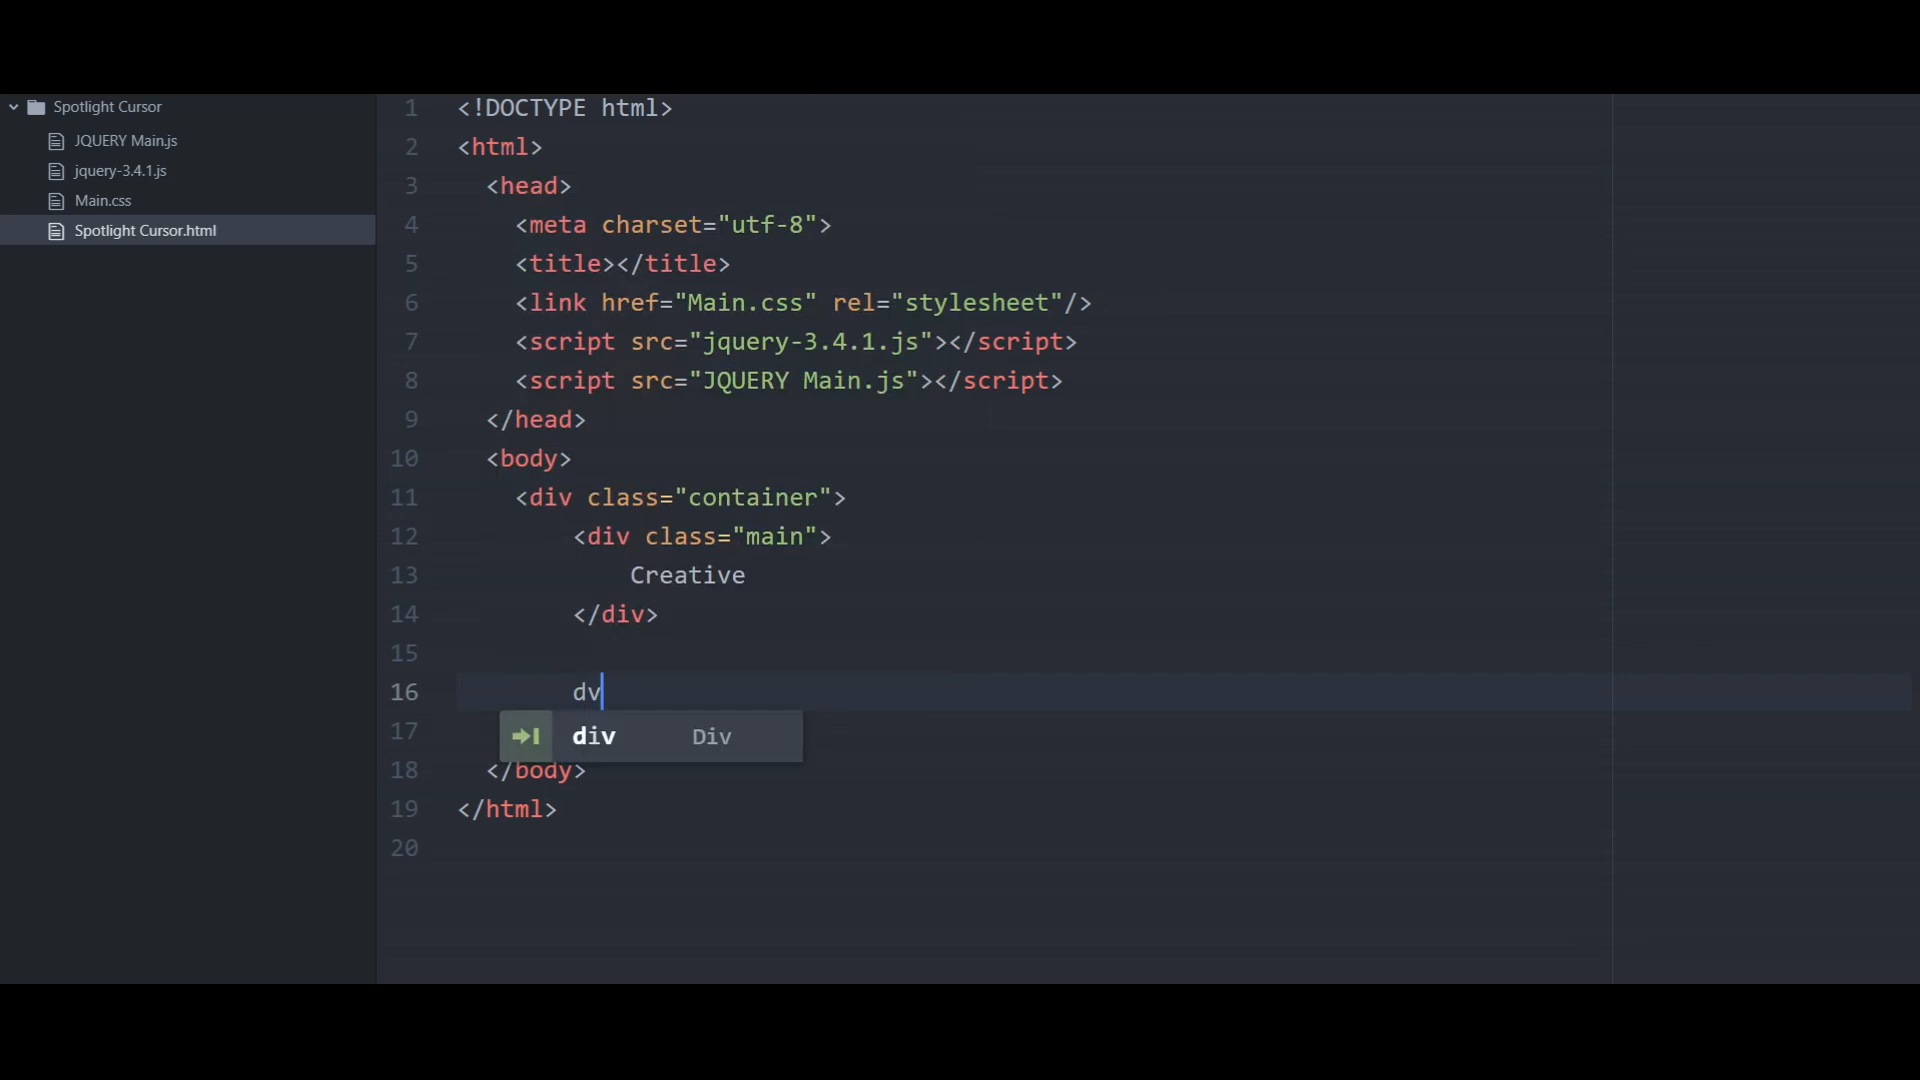 Spotlight Cursor
JQUERY Main.js
jquery-3.4.1.js
Main.css
Spotlight Cursor.html
1 <!DOCTYPE html>
2 <html>
3 <head>
4 <meta charset="utf-8">
5 <title></title>
6 <link href="Main.css" rel="stylesheet"/>
7 <script src="jquery-3.4.1.js"></script>
8 <script src="JQUERY Main.js"></script>
9 </head>
10 <body>
11 <div class="container">
12 <div class="main">
13 Creative
14 </div>
15
16 dv
17 div Div
18 </body>
19 </html>
20